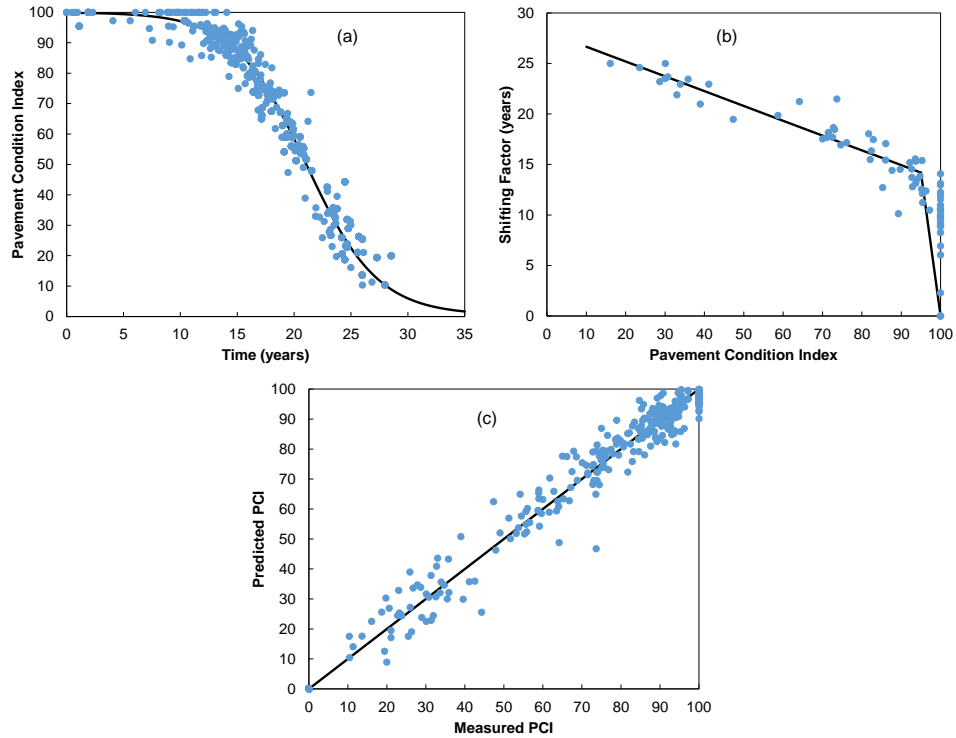 (a)
Pavement Condition Index
100
90
80
70
60
50
40
30
20
10
0
0 5 10 15 20 25 30 35
Time (years)
(b)
Shifting Factor (years)
30
25
20
15
10
5
0
0 10 20 30 40 50 60 70 80 90 100
Pavement Condition Index
(c)
Predicted PCI
100
90
80
70
60
50
40
30
20
10
0
0 10 20 30 40 50 60 70 80 90 100
Measured PCI